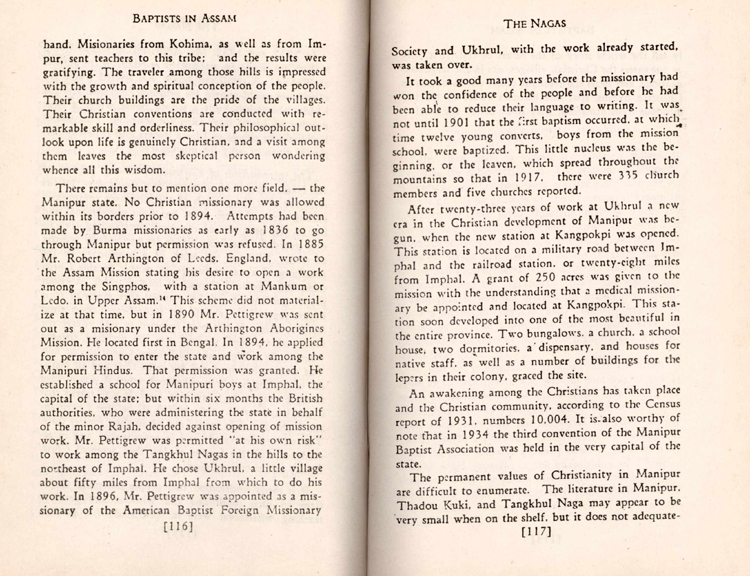 BAPTISTS IN ASSAM
hand. Misionaries from Kohima, as well as from Im-
pur, sent teachers to this tribe; and the results were
gratifying. The traveler among those hills is impressed
with the growth and spiritual conception of the people.
Their church buildings are the pride of the villages.
Their Christian conventions are conducted with re-
markable skill and orderliness. Their philosophical out-
look upon life is genuinely Christian, and a visit among
them leaves the most skeptical person wondering
whence all this wisdom.
There remains but to mention one more field, — the
Manipur state. No Christian missionary was allowed
within its borders prior to 1894. Attempts had been
made by Burma missionaries as early as 1836 to go
through Manipur but permission was refused. In 1885
Mr. Robert Arthington of Leeds, England, wrote to
the Assam Mission stating his desire to open a work
among the Singphos, with a station at Mankum or
Ledo, in Upper Assam.¹⁴ This scheme did not material-
ize at that time, but in 1890 Mr. Pettigrew was sent
out as a misionary under the Arthington Aborigines
Mission. He located first in Bengal. In 1894, he applied
for permission to enter the state and work among the
Manipuri Hindus. That permission was granted. He
established a school for Manipuri boys at Imphal, the
capital of the state; but within six months the British
authorities, who were administering the state in behalf
of the minor Rajah, decided against opening of mission
work. Mr. Pettigrew was permitted "at his own risk"
to work among the Tangkhul Nagas in the hills to the
northeast of Imphal. He chose Ukhrul, a little village
about fifty miles from Imphal from which to do his
work. In 1896, Mr. Pettigrew was appointed as a mis-
sionary of the American Baptist Foreign Missionary
[116]
THE NAGAS
Society and Ukhrul, with the work already started,
was taken over.
It took a good many years before the missionary had
won the confidence of the people and before he had
been able to reduce their language to writing. It was
not until 1901 that the first baptism occurred, at which
time twelve young converts, boys from the mission
school, were baptized. This little nucleus was the be-
ginning, or the leaven, which spread throughout the
mountains so that in 1917, there were 335 church
members and five churches reported.
After twenty-three years of work at Ukhrul a new
era in the Christian development of Manipur was be-
gun, when the new station at Kangpokpi was opened.
This station is located on a military road between Im-
phal and the railroad station, or twenty-eight miles
from Imphal. A grant of 250 acres was given to the
mission with the understanding that a medical mission-
ary be appointed and located at Kangpokpi. This sta-
tion soon developed into one of the most beautiful in
the entire province. Two bungalows, a church, a school
house, two dormitories, a dispensary, and houses for
native staff, as well as a number of buildings for the
lepers in their colony, graced the site.
An awakening among the Christians has taken place
and the Christian community, according to the Census
report of 1931, numbers 10,004. It is also worthy of
note that in 1934 the third convention of the Manipur
Baptist Association was held in the very capital of the
state.
The permanent values of Christianity in Manipur
are difficult to enumerate. The literature in Manipur,
Thadou Kuki, and Tangkhul Naga may appear to be
very small when on the shelf, but it does not adequate-
[117]